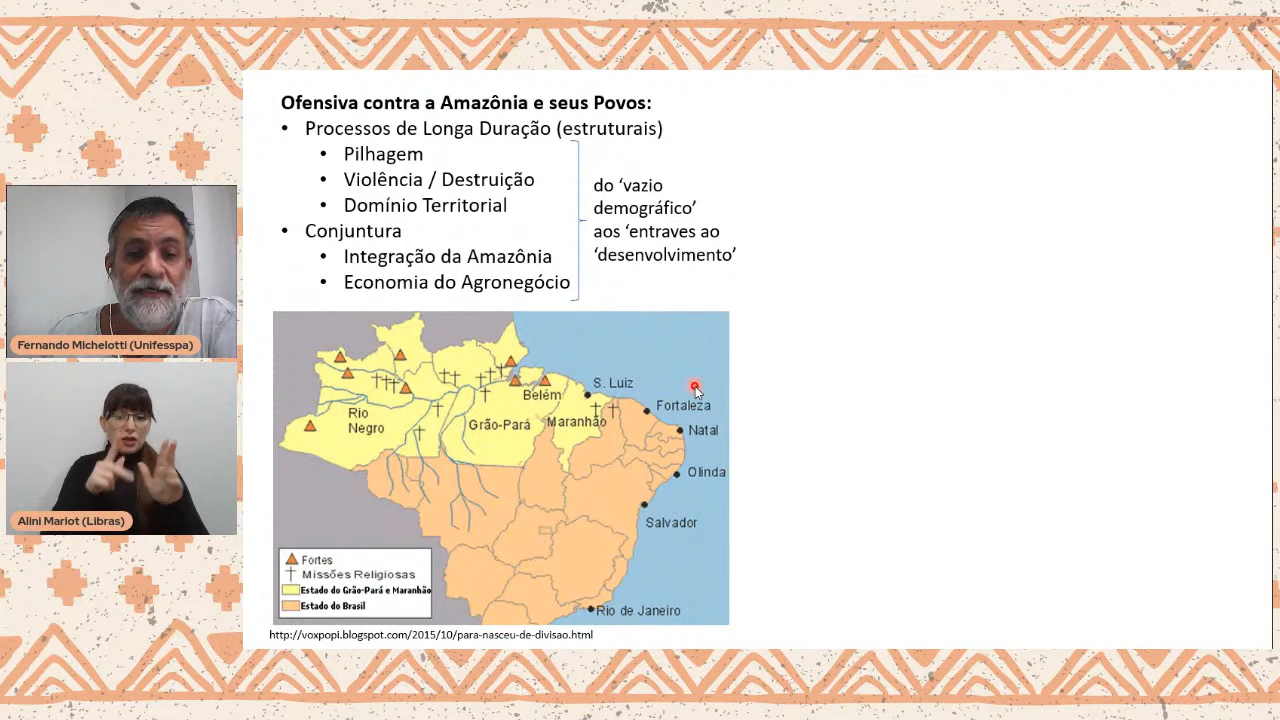 Ofensiva contra a Amazônia e seus Povos:
• Processos de Longa Duração (estruturais)
• Pilhagem
• Violência / Destruição
• Domínio Territorial
• Conjuntura
• Integração da Amazônia
• Economia do Agronegócio
do ‘vazio
demográfico’
aos ‘entraves ao
‘desenvolvimento’
Fernando Michelotti (Unifesspa)
Alini Mariot (Libras)
S. Luiz
Belém
Fortaleza
Rio
Negro
Grão-Pará
Maranhão
Natal
Olinda
Salvador
Rio de Janeiro
Fortes
Missões Religiosas
Estado do Grão-Pará e Maranhão
Estado do Brasil
http://voxpopi.blogspot.com/2015/10/para-nasceu-de-divisao.html